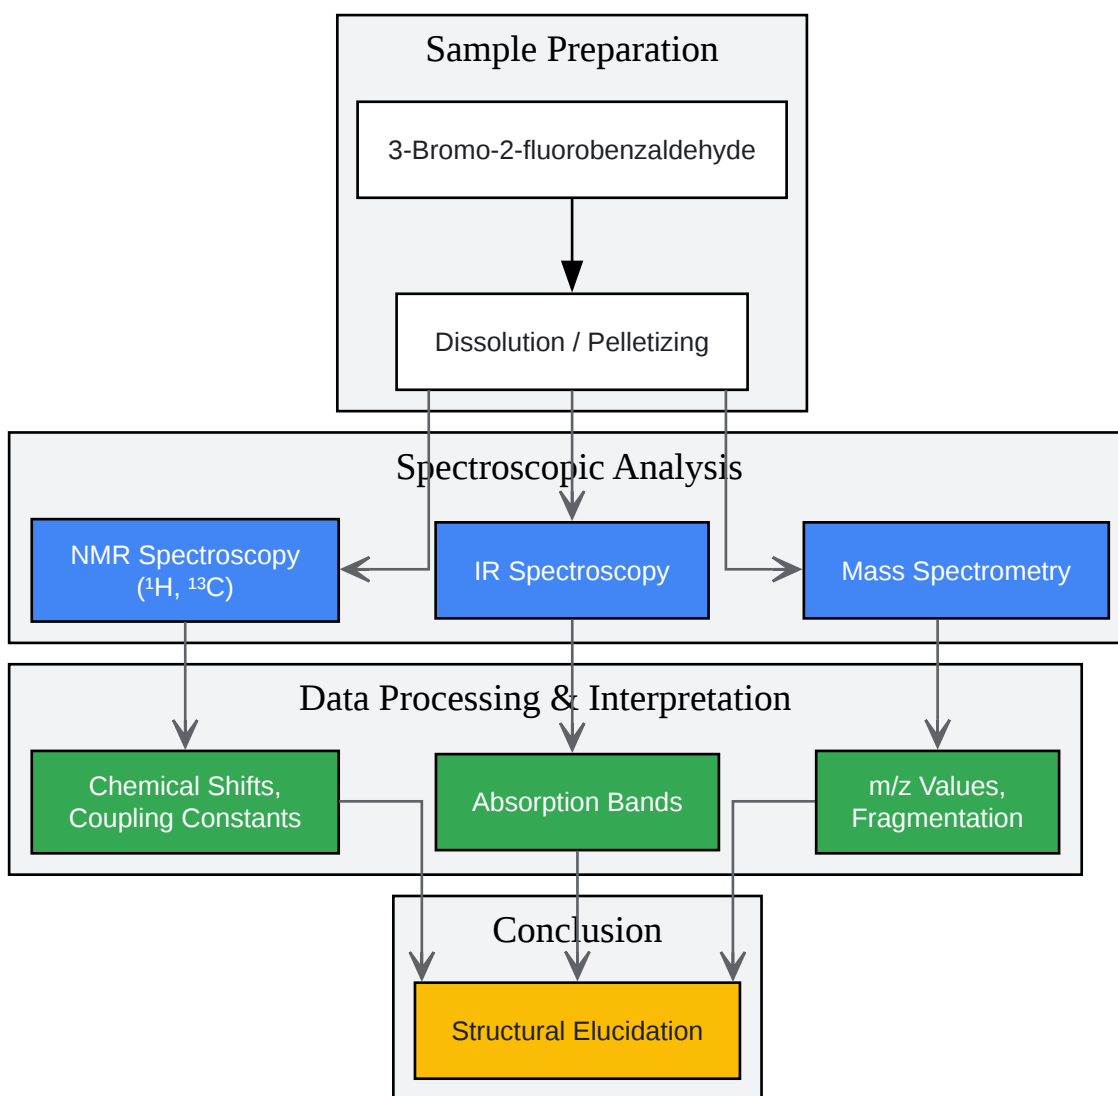 Sample Preparation
3-Bromo-2-fluorobenzaldehyde
Dissolution / Pelletizing
Spectroscopic Analysis
NMR Spectroscopy
(¹H, ¹³C)
IR Spectroscopy
Mass Spectrometry
Data Processing & Interpretation
Chemical Shifts,
Coupling Constants
Absorption Bands
m/z Values,
Fragmentation
Conclusion
Structural Elucidation